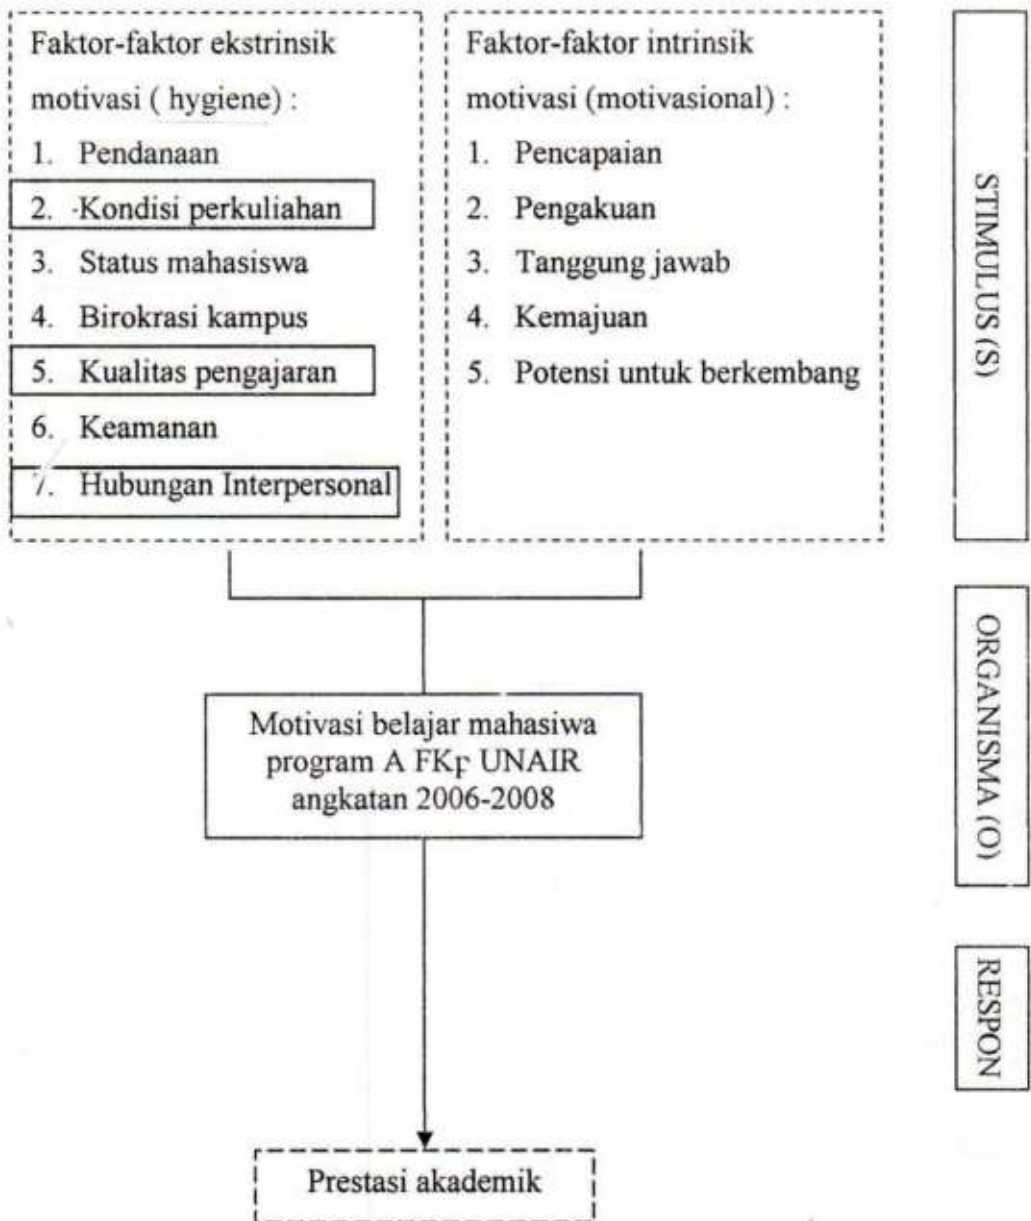 Faktor-faktor ekstrinsik
motivasi ( hygiene) :
1. Pendanaan
2. Kondisi perkuliahan
3. Status mahasiswa
4. Birokrasi kampus
5. Kualitas pengajaran
6. Keamanan
7. Hubungan Interpersonal
Faktor-faktor intrinsik
motivasi (motivasional) :
1. Pencapaian
2. Pengakuan
3. Tanggung jawab
4. Kemajuan
5. Potensi untuk berkembang
STIMULUS (S)
Motivasi belajar mahasiwa
program A FKp UNAIR
angkatan 2006-2008
ORGANISMA (O)
RESPON
Prestasi akademik